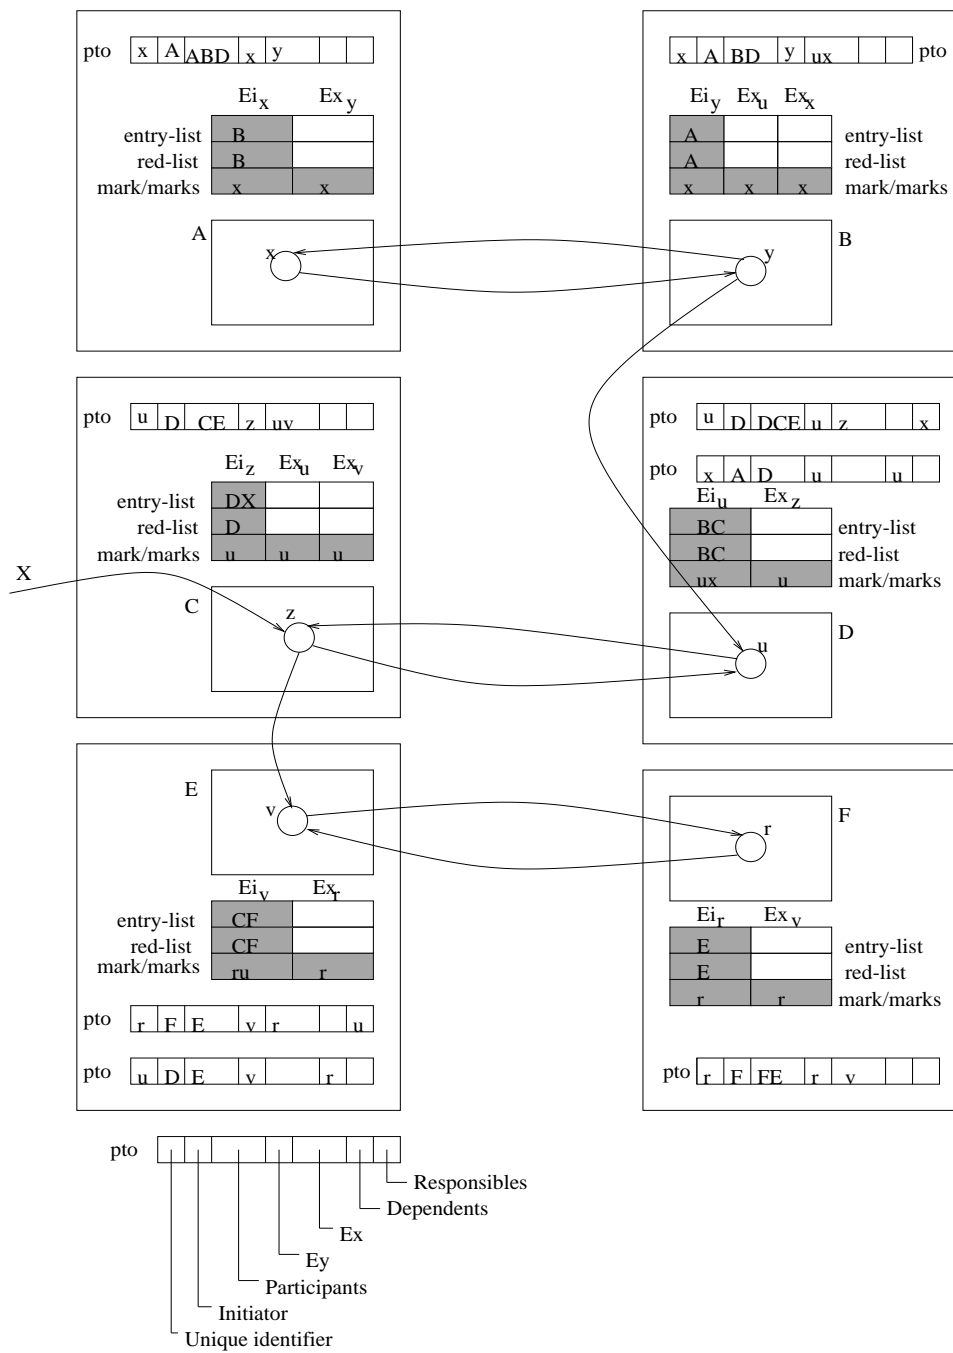 pto x A ABD x y
x A BD y ux pto
Ei x Ex y
Ei y Ex u Ex x
entry-list B
A entry-list
red-list B
A red-list
mark/marks x x
x x x mark/marks
A
x
B
y
pto u D CE z uv
pto u D DCE u z x
pto x A D u u
Ei z Ex u Ex v
Ei u Ex z
entry-list DX
BC entry-list
red-list D
BC red-list
mark/marks u u u
ux u mark/marks
X
C
z
D
u
E
v
F
r
Ei v Ex r
Ei r Ex v
entry-list CF
E entry-list
red-list CF
E red-list
mark/marks ru r
r r mark/marks
pto r F E v r u
pto u D E v r
pto r F FE r v
pto
Responsibles
Dependents
Ex
Ey
Participants
Initiator
Unique identifier